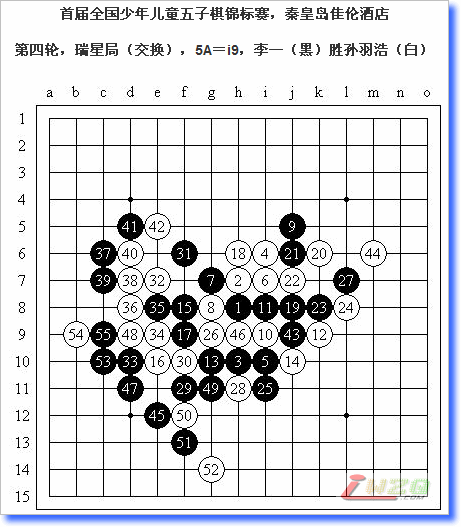 首届全国少年儿童五子棋锦标赛，秦皇岛佳伦酒店
第四轮，瑞星局（交换），5A＝i9，李一（黑）胜孙羽浩（白）
a b c d e f g h i j k l m n o
1
2
3
4
5 41 42 9
6 37 40 31 18 4 21 20 44
7 39 38 32 7 2 6 22 27
8 36 35 15 8 1 11 19 23 24
9 54 55 48 34 17 26 46 10 43 12
10 53 33 16 30 13 3 5 14
11 47 29 49 28 25
12 45 50
13 51
14 52
15
iWZQ